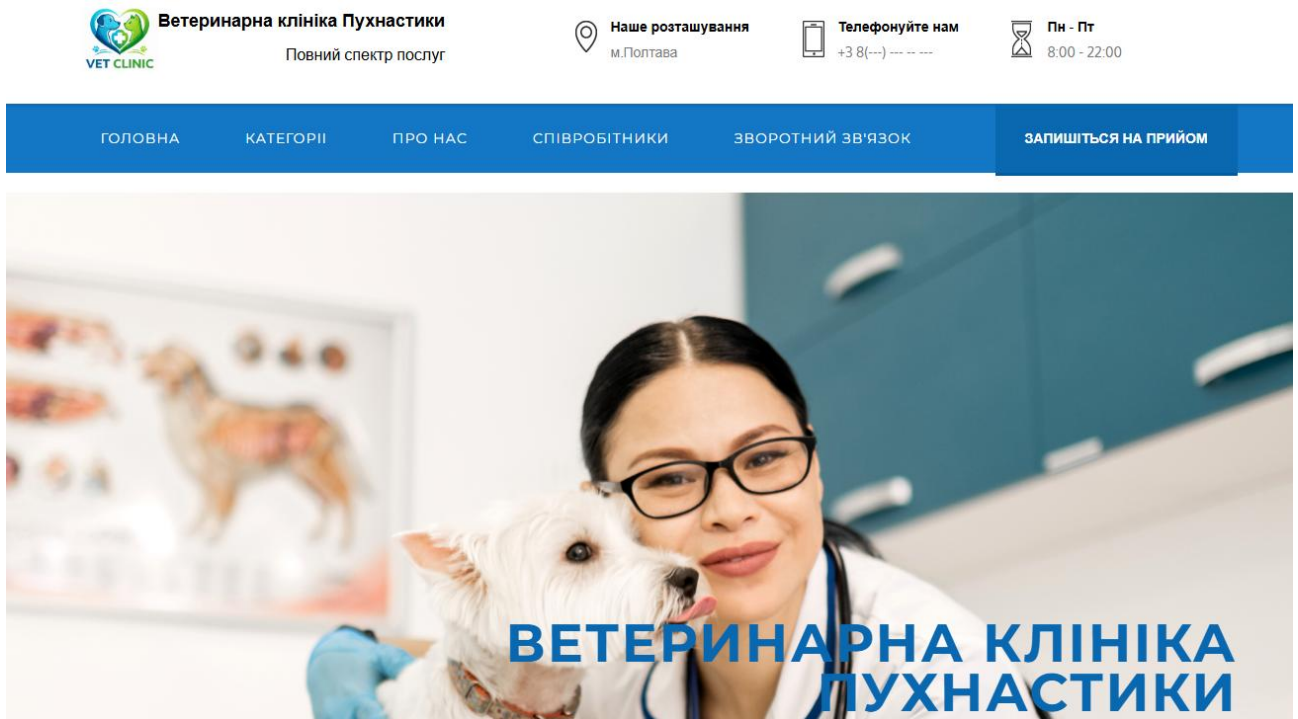 VET CLINIC
Ветеринарна клініка Пухнастики
Повний спектр послуг
Наше розташування
м.Полтава
Телефонуйте нам
+3 8(---) --- -- ---
Пн - Пт
8:00 - 22:00
ГОЛОВНА
КАТЕГОРІІ
ПРО НАС
СПІВРОБІТНИКИ
ЗВОРОТНИЙ ЗВ'ЯЗОК
ЗАПИШІТЬСЯ НА ПРИЙОМ
ВЕТЕРИНАРНА КЛІНІКА
ПУХНАСТИКИ